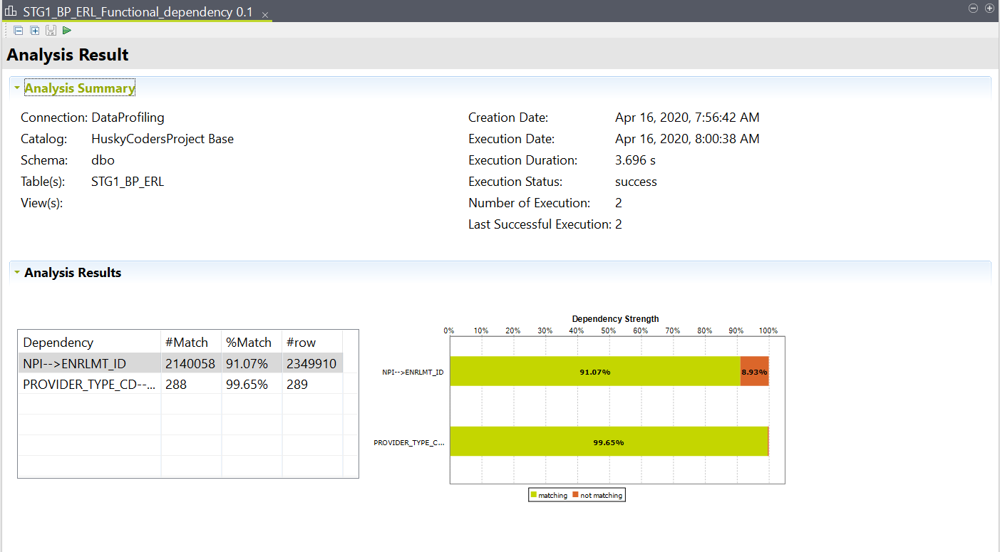 STG1_BP_ERL_Functional_dependency 0.1
Analysis Result
Analysis Summary
Connection: DataProfiling
Catalog: HuskyCodersProject Base
Schema: dbo
Table(s): STG1_BP_ERL
View(s):
Creation Date: Apr 16, 2020, 7:56:42 AM
Execution Date: Apr 16, 2020, 8:00:38 AM
Execution Duration: 3.696 s
Execution Status: success
Number of Execution: 2
Last Successful Execution: 2
Analysis Results
Dependency #Match %Match #row
NPI-->ENRLMT_ID 2140058 91.07% 2349910
PROVIDER_TYPE_CD--... 288 99.65% 289
Dependency Strength
0% 10% 20% 30% 40% 50% 60% 70% 80% 90% 100%
NPI-->ENRLMT_ID 91.07% 8.93%
PROVIDER_TYPE_C... 99.65%
matching not matching